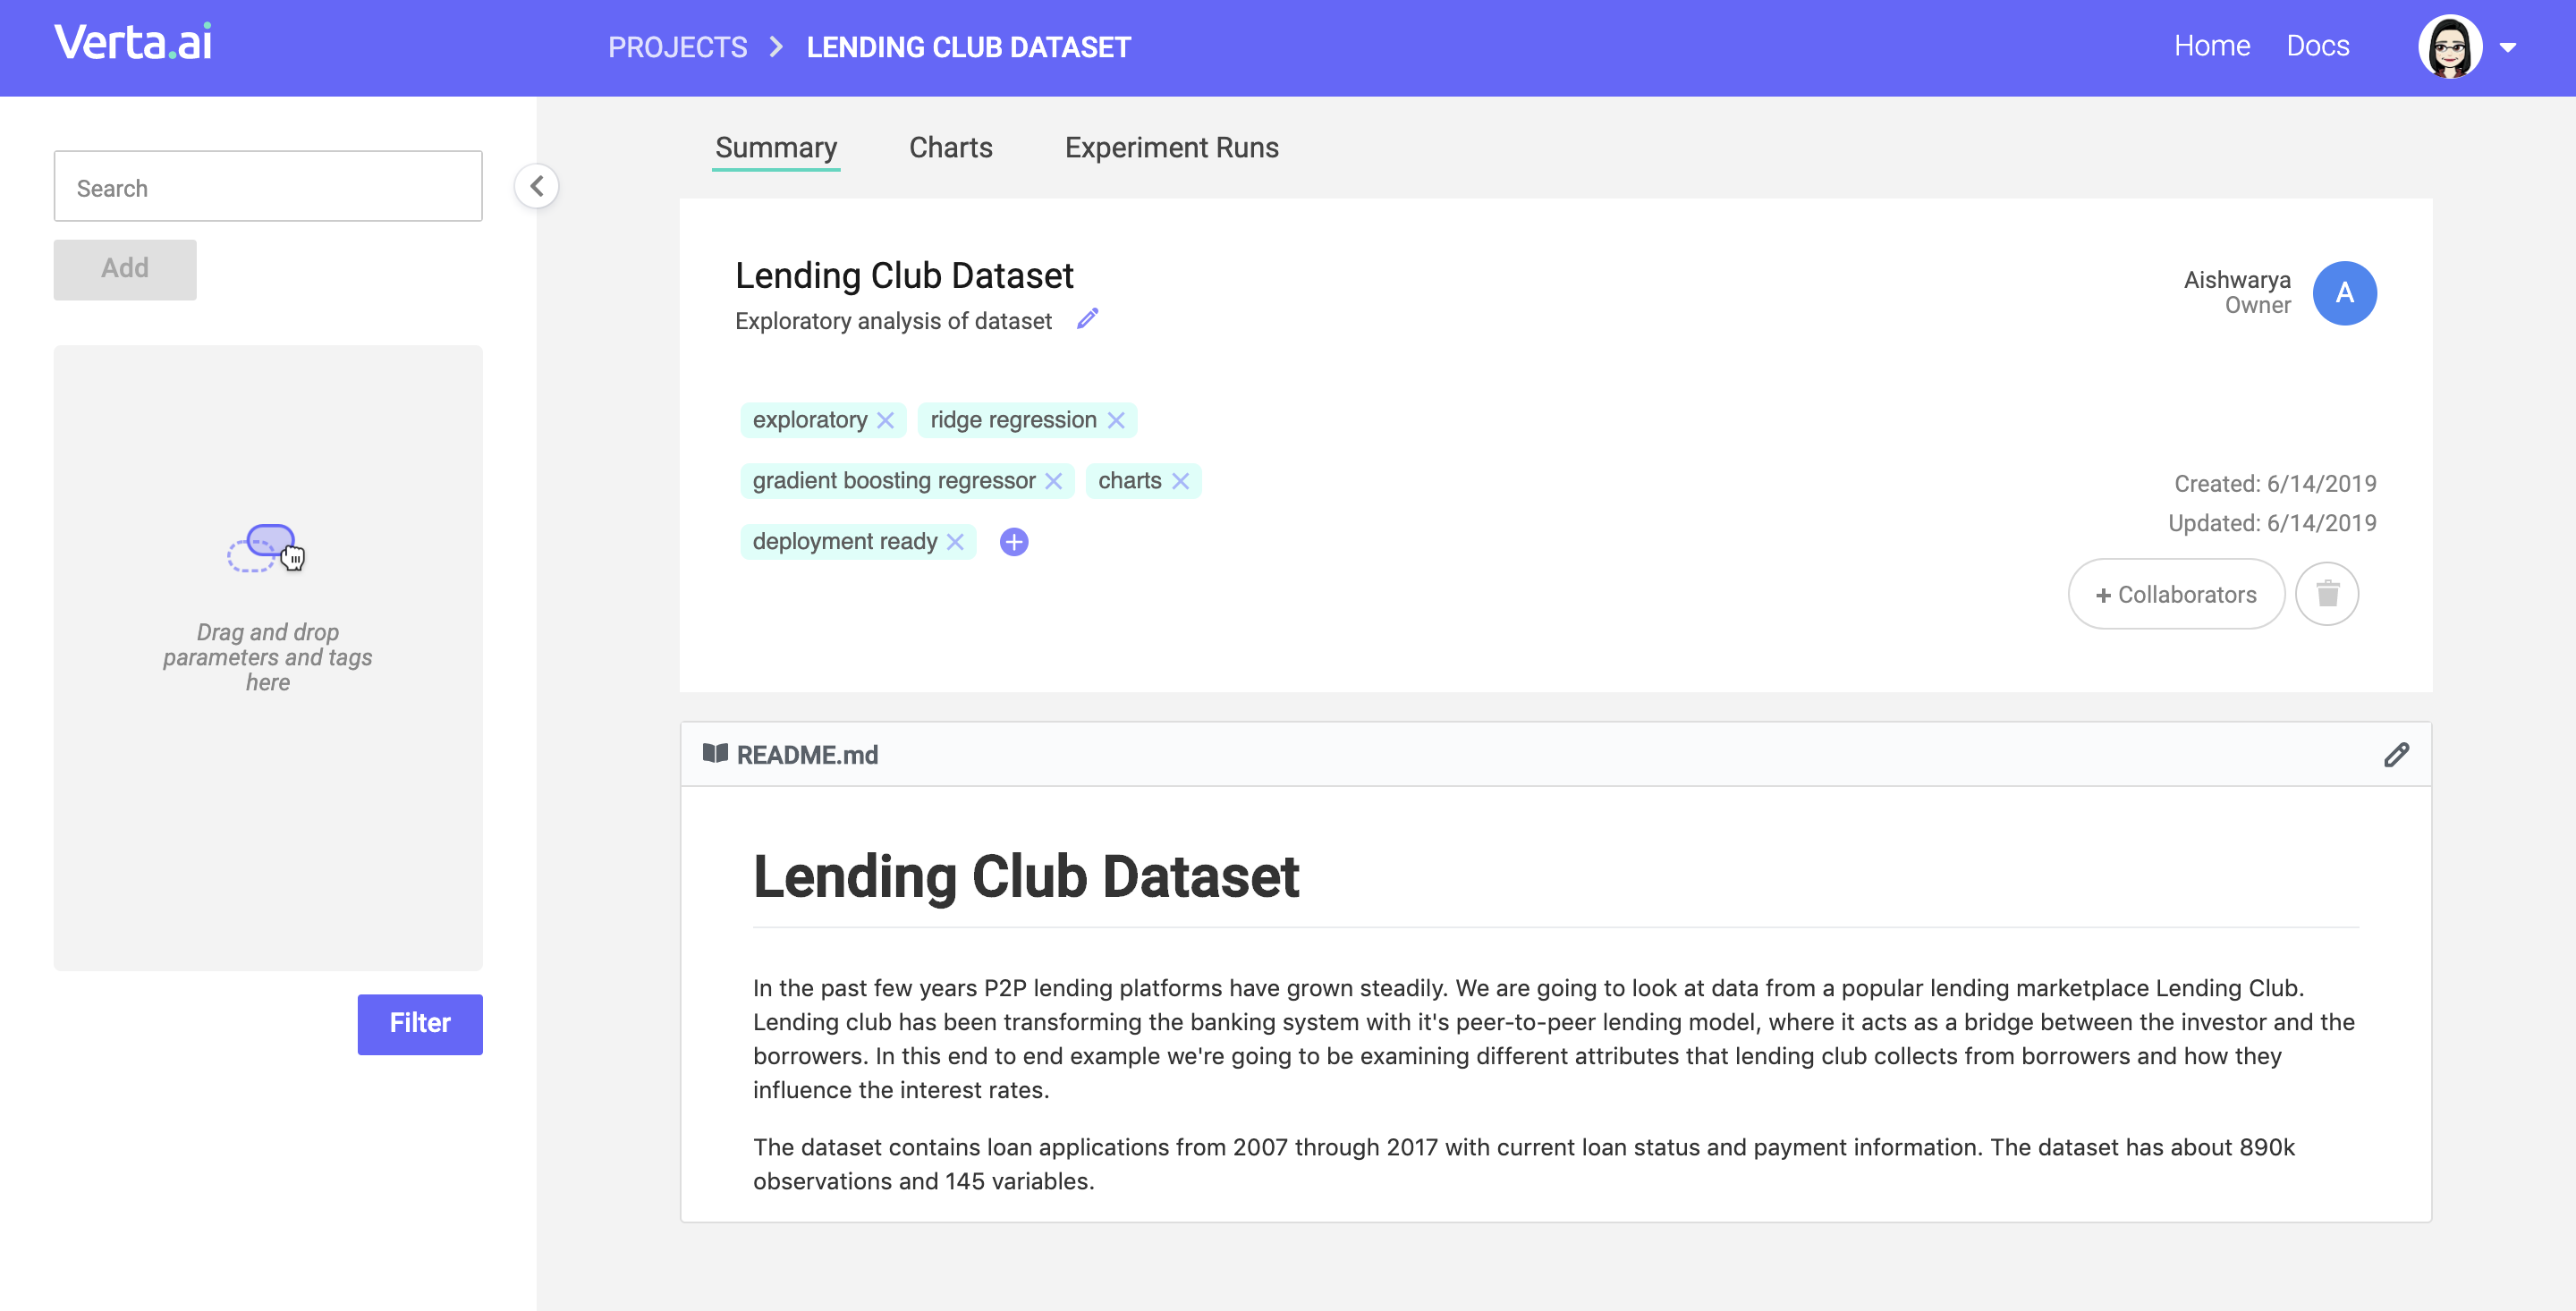 Verta.ai
PROJECTS > LENDING CLUB DATASET
Home Docs
Search
Add
Drag and drop
parameters and tags
here
Filter
Summary Charts Experiment Runs
Lending Club Dataset
Exploratory analysis of dataset
Aishwarya
Owner
A
exploratory ridge regression
gradient boosting regressor charts
deployment ready
Created: 6/14/2019
Updated: 6/14/2019
+ Collaborators
README.md
Lending Club Dataset
In the past few years P2P lending platforms have grown steadily. We are going to look at data from a popular lending marketplace Lending Club.
Lending club has been transforming the banking system with it's peer-to-peer lending model, where it acts as a bridge between the investor and the
borrowers. In this end to end example we're going to be examining different attributes that lending club collects from borrowers and how they
influence the interest rates.
The dataset contains loan applications from 2007 through 2017 with current loan status and payment information. The dataset has about 890k
observations and 145 variables.